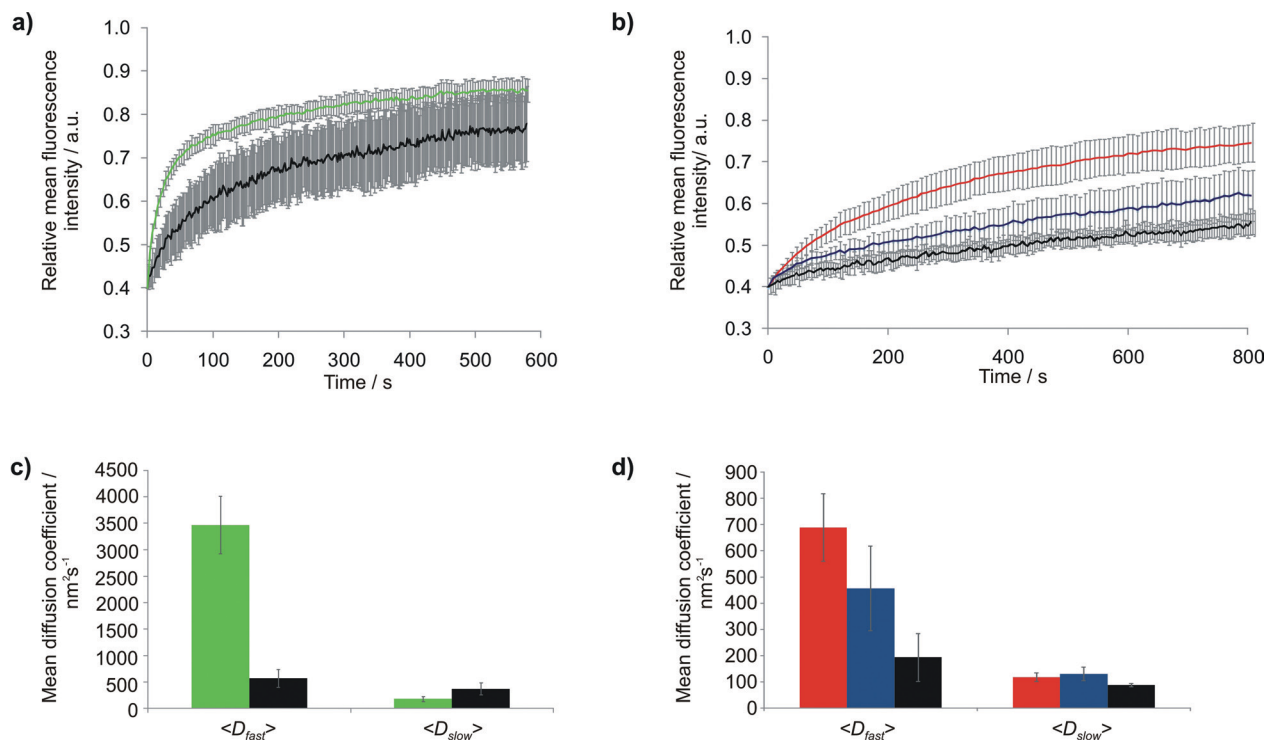 a)
Relative mean fluorescence
intensity / a.u.
1.0
0.9
0.8
0.7
0.6
0.5
0.4
0.3
0 100 200 300 400 500 600
Time / s
b)
Relative mean fluorescence
intensity/ a.u.
1.0
0.9
0.8
0.7
0.6
0.5
0.4
0.3
0 200 400 600 800
Time / s
c)
Mean diffusion coefficient /
nm²s⁻¹
4500
4000
3500
3000
2500
2000
1500
1000
500
0
<D_fast> <D_slow>
d)
Mean diffusion coefficient /
nm²s⁻¹
900
800
700
600
500
400
300
200
100
0
<D_fast> <D_slow>